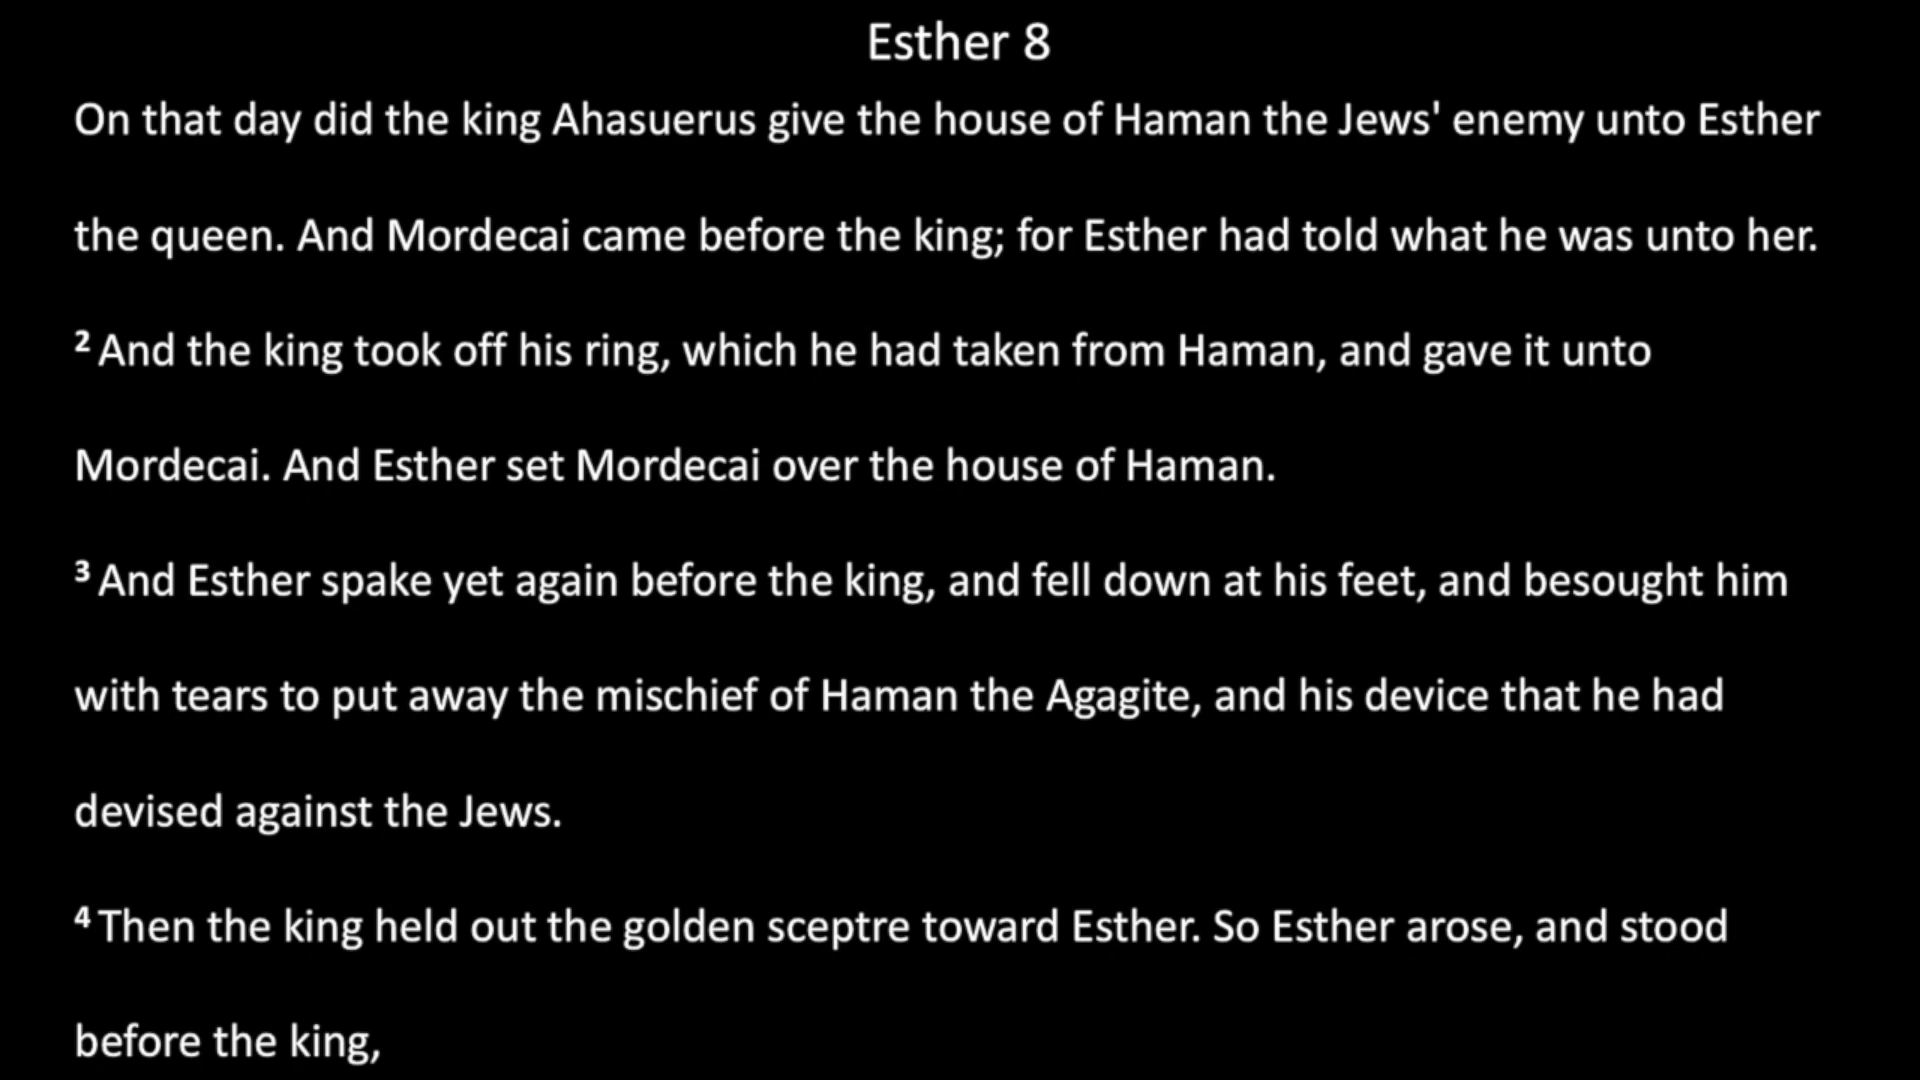 Esther 8
On that day did the king Ahasuerus give the house of Haman the Jews' enemy unto Esther
the queen. And Mordecai came before the king; for Esther had told what he was unto her.
2 And the king took off his ring, which he had taken from Haman, and gave it unto
Mordecai. And Esther set Mordecai over the house of Haman.
3 And Esther spake yet again before the king, and fell down at his feet, and besought him
with tears to put away the mischief of Haman the Agagite, and his device that he had
devised against the Jews.
4 Then the king held out the golden sceptre toward Esther. So Esther arose, and stood
before the king,